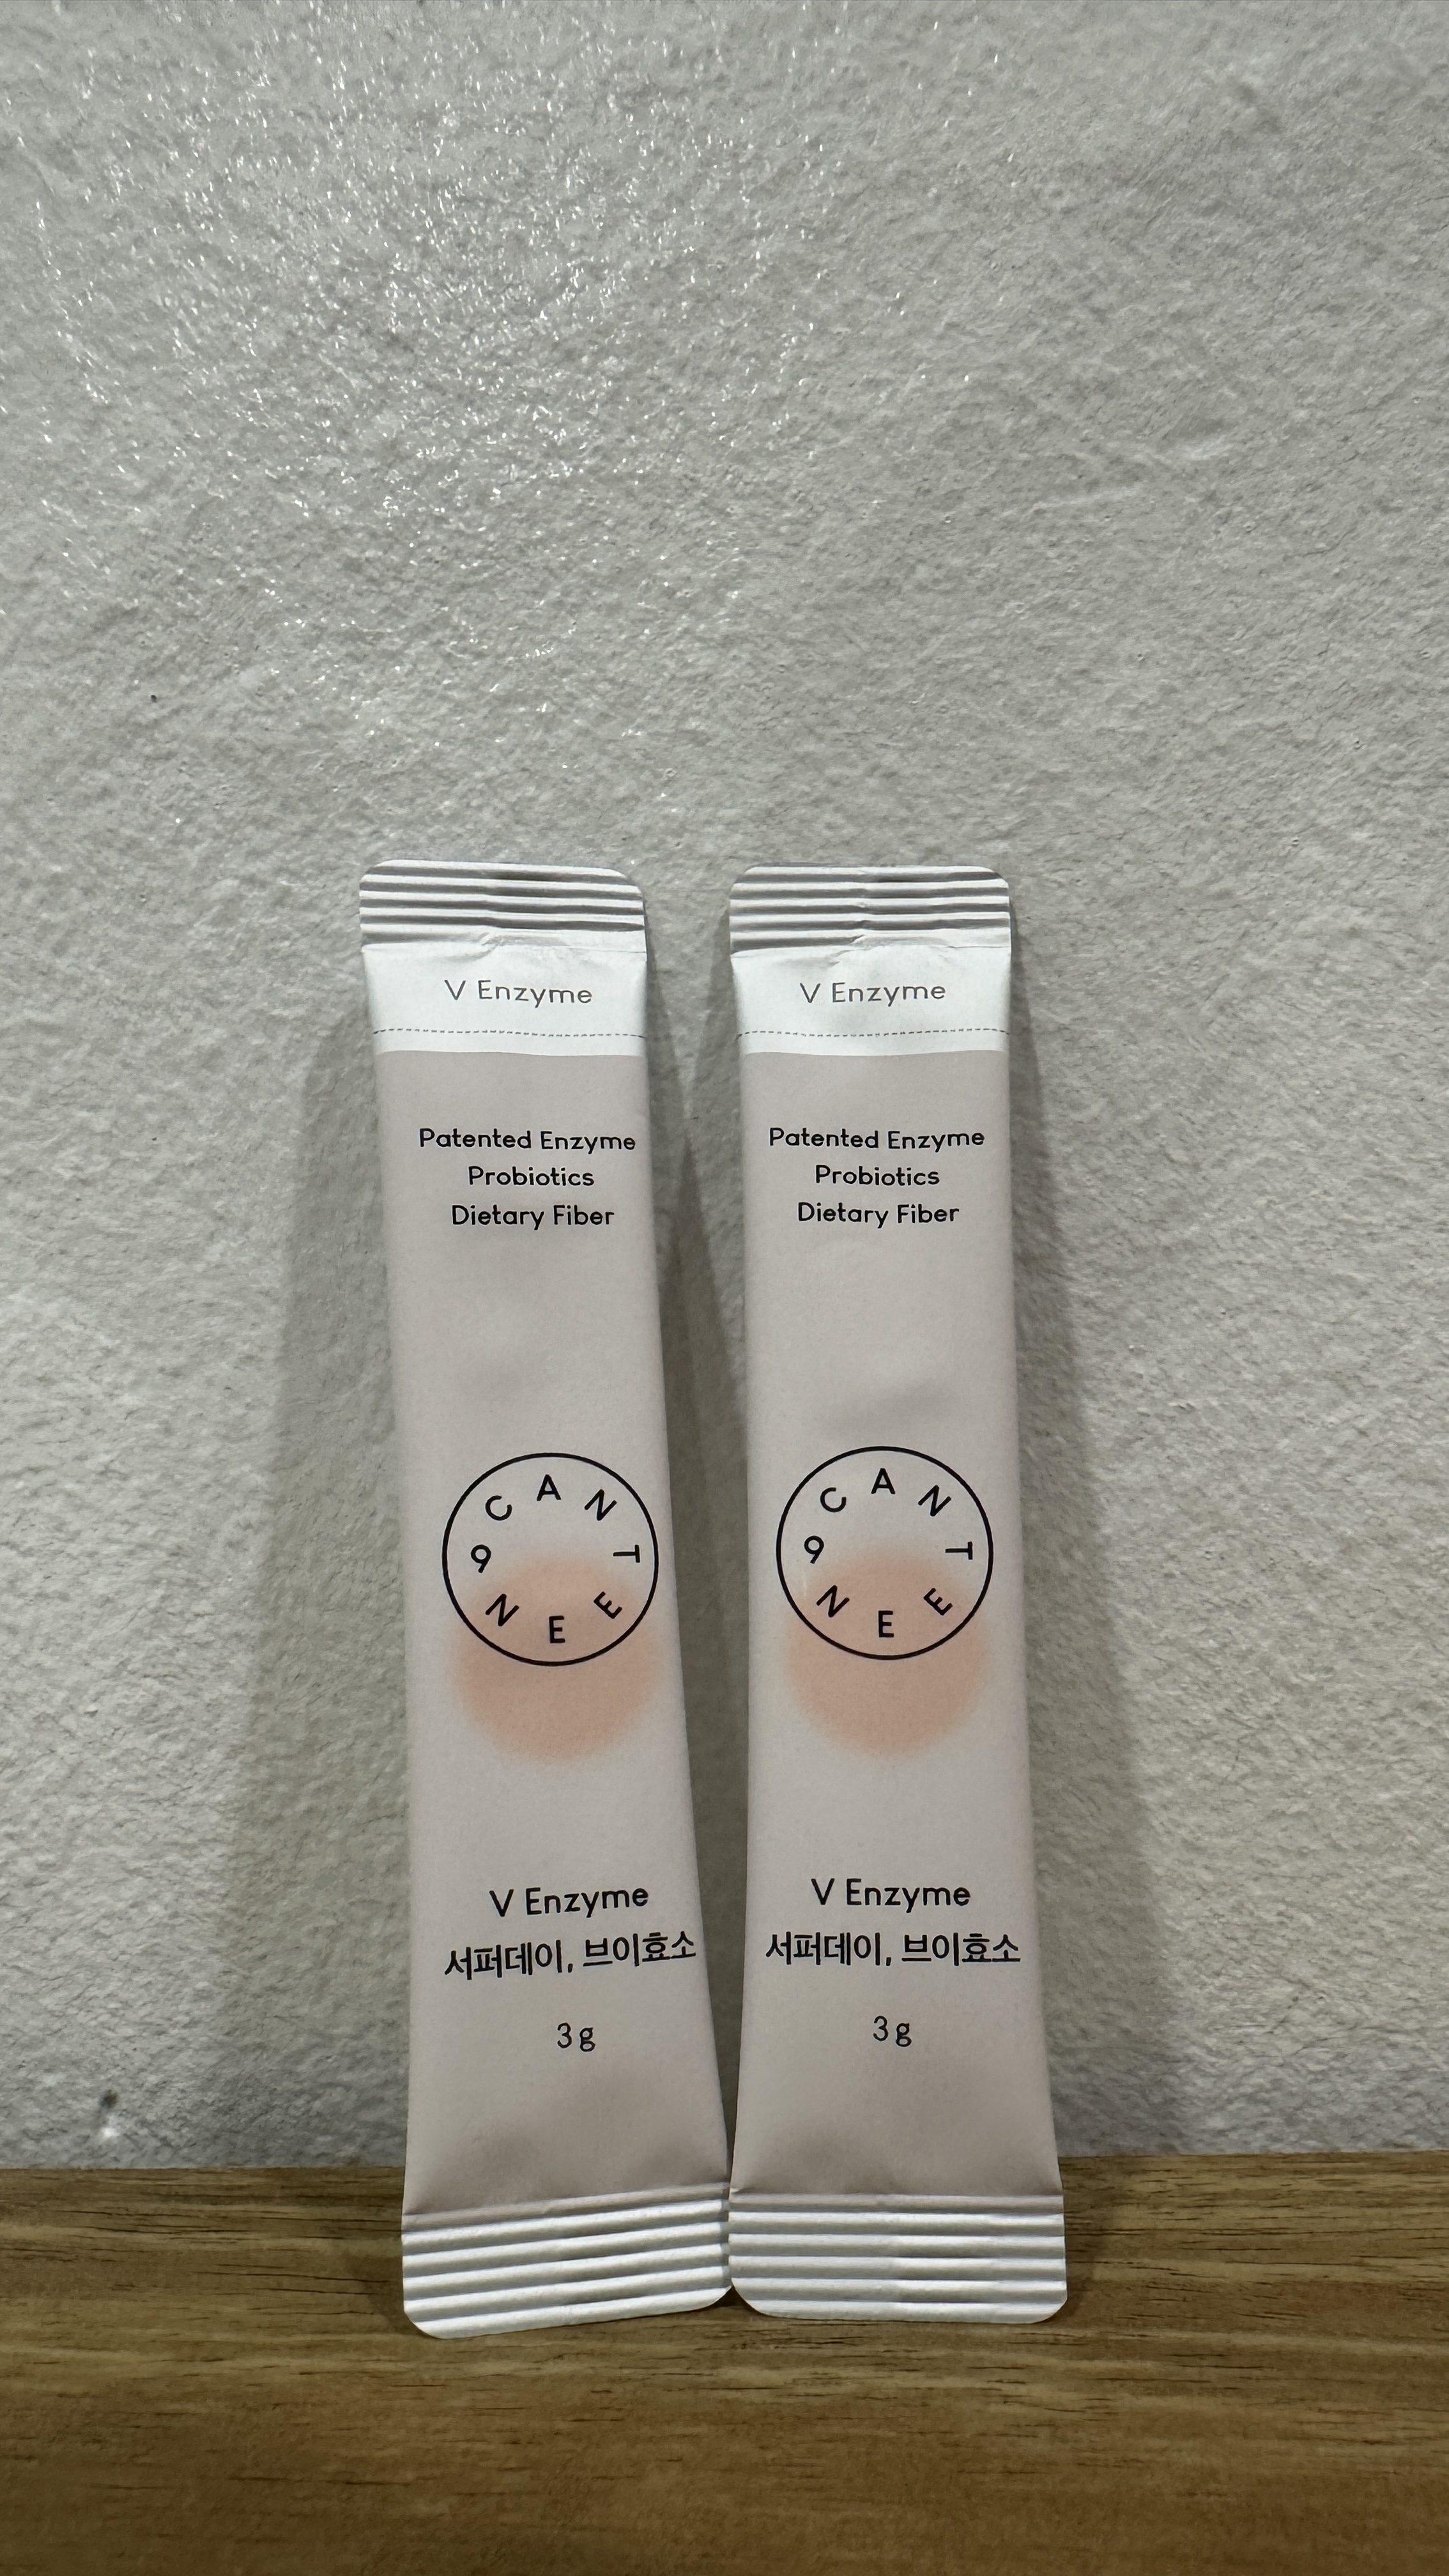 V Enzyme
Patented Enzyme
Probiotics
Dietary Fiber
CANTEEN9
V Enzyme
서퍼데이, 브이효소
3g
V Enzyme
Patented Enzyme
Probiotics
Dietary Fiber
CANTEEN9
V Enzyme
서퍼데이, 브이효소
3g